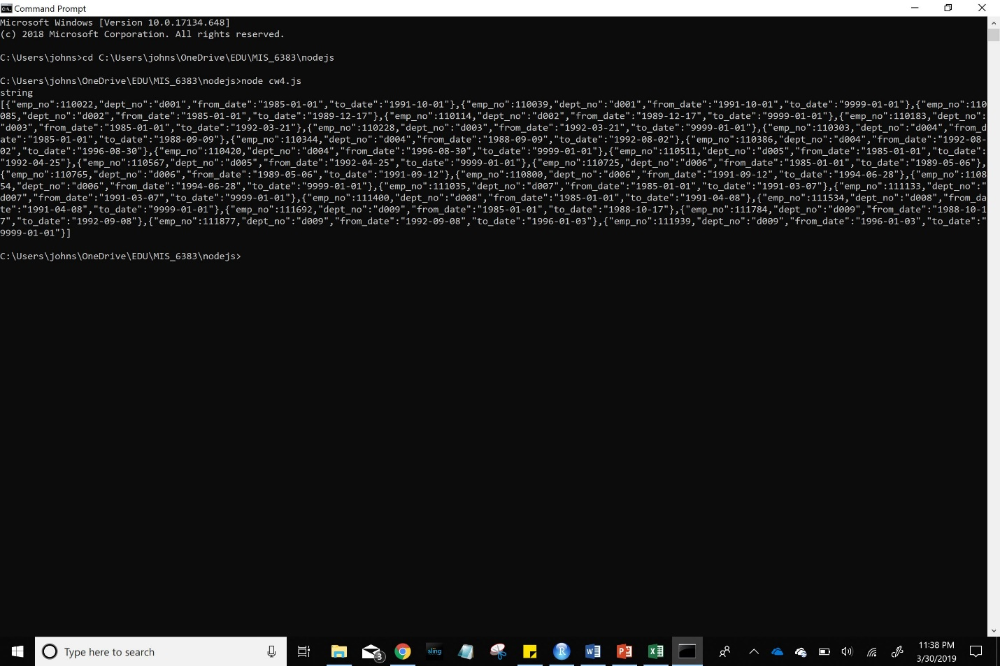 Command Prompt
Microsoft Windows [Version 10.0.17134.648]
(c) 2018 Microsoft Corporation. All rights reserved.
C:\Users\johns>cd C:\Users\johns\OneDrive\EDU\MIS_6383\nodejs
C:\Users\johns\OneDrive\EDU\MIS_6383\nodejs>node cw4.js
string
[{"emp_no":110022,"dept_no":"d001","from_date":"1985-01-01","to_date":"1991-10-01"},{"emp_no":110039,"dept_no":"d001","from_date":"1991-10-01","to_date":"9999-01-01"},{"emp_no":110
085,"dept_no":"d002","from_date":"1985-01-01","to_date":"1989-12-17"},{"emp_no":110114,"dept_no":"d002","from_date":"1989-12-17","to_date":"9999-01-01"},{"emp_no":110183,"dept_no":
"d003","from_date":"1985-01-01","to_date":"1992-03-21"},{"emp_no":110228,"dept_no":"d003","from_date":"1992-03-21","to_date":"9999-01-01"},{"emp_no":110303,"dept_no":"d004","from_d
ate":"1985-01-01","to_date":"1988-09-09"},{"emp_no":110344,"dept_no":"d004","from_date":"1988-09-09","to_date":"1992-08-02"},{"emp_no":110386,"dept_no":"d004","from_date":"1992-08-
02","to_date":"1996-08-30"},{"emp_no":110420,"dept_no":"d004","from_date":"1996-08-30","to_date":"9999-01-01"},{"emp_no":110511,"dept_no":"d005","from_date":"1985-01-01","to_date":
"1992-04-25"},{"emp_no":110567,"dept_no":"d005","from_date":"1992-04-25","to_date":"9999-01-01"},{"emp_no":110725,"dept_no":"d006","from_date":"1985-01-01","to_date":"1989-05-06"},
{"emp_no":110765,"dept_no":"d006","from_date":"1989-05-06","to_date":"1991-09-12"},{"emp_no":110800,"dept_no":"d006","from_date":"1991-09-12","to_date":"1994-06-28"},{"emp_no":1108
54,"dept_no":"d006","from_date":"1994-06-28","to_date":"9999-01-01"},{"emp_no":111035,"dept_no":"d007","from_date":"1985-01-01","to_date":"1991-03-07"},{"emp_no":111133,"dept_no":"
d007","from_date":"1991-03-07","to_date":"9999-01-01"},{"emp_no":111400,"dept_no":"d008","from_date":"1985-01-01","to_date":"1991-04-08"},{"emp_no":111534,"dept_no":"d008","from_da
te":"1991-04-08","to_date":"9999-01-01"},{"emp_no":111692,"dept_no":"d009","from_date":"1985-01-01","to_date":"1988-10-17"},{"emp_no":111784,"dept_no":"d009","from_date":"1988-10-1
7","to_date":"1992-09-08"},{"emp_no":111877,"dept_no":"d009","from_date":"1992-09-08","to_date":"1996-01-03"},{"emp_no":111939,"dept_no":"d009","from_date":"1996-01-03","to_date":"
9999-01-01"}]
C:\Users\johns\OneDrive\EDU\MIS_6383\nodejs>
Type here to search
3
sling
11:38 PM
3/30/2019